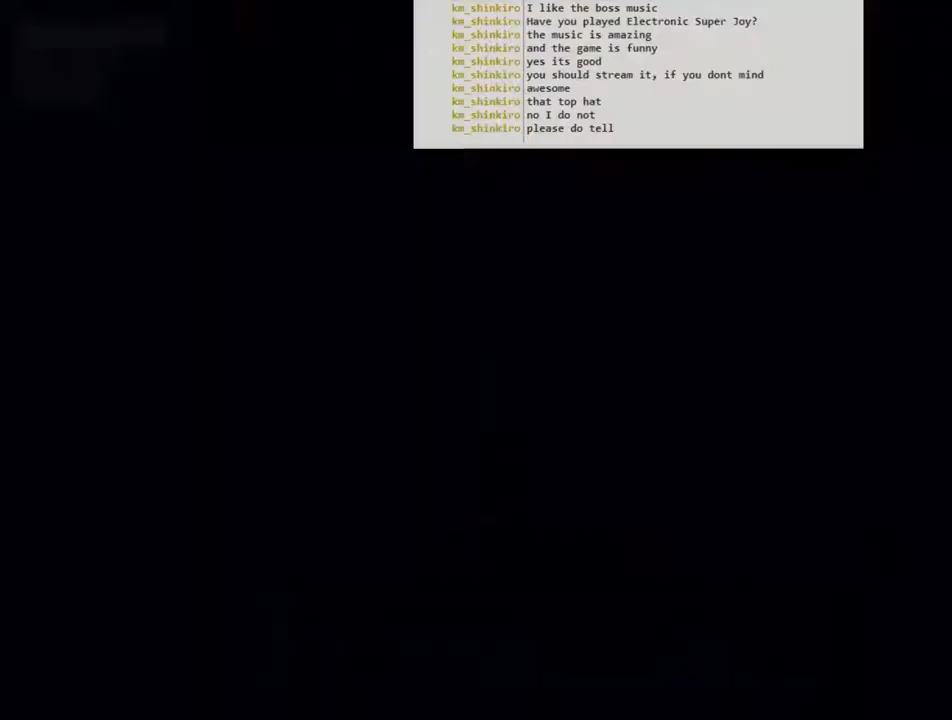 km_shinkiro I like the boss music
km_shinkiro Have you played Electronic Super Joy?
km_shinkiro the music is amazing
km_shinkiro and the game is funny
km_shinkiro yes its good
km_shinkiro you should stream it, if you dont mind
km_shinkiro awesome
km_shinkiro that top hat
km_shinkiro no I do not
km_shinkiro please do tell